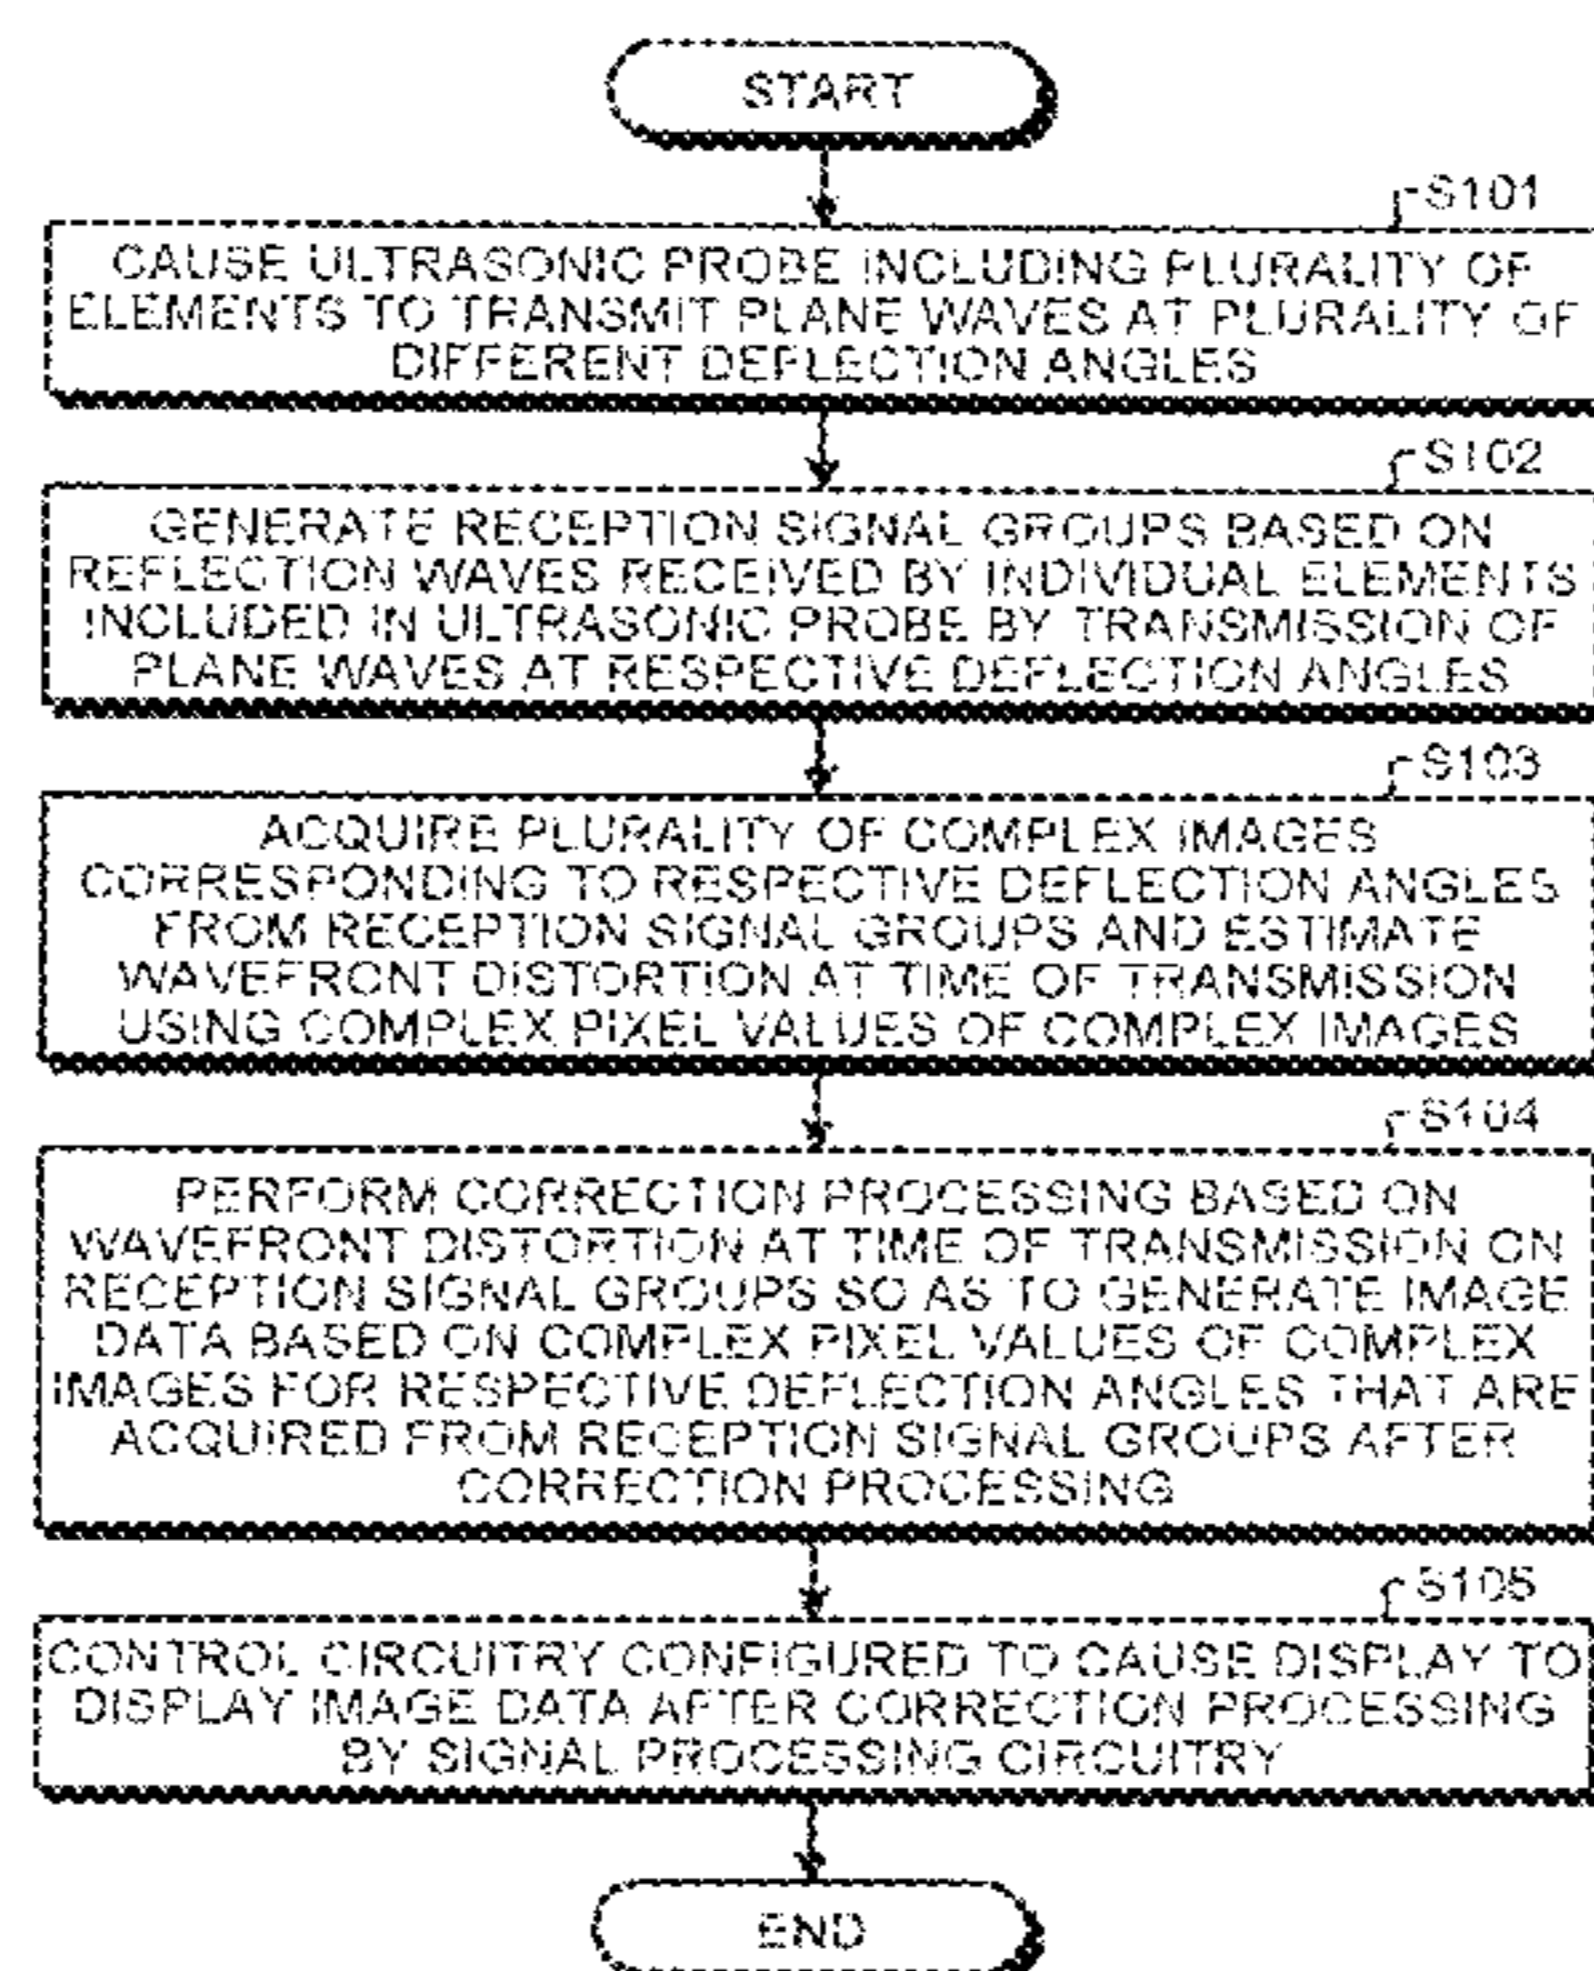 START
S101
CAUSE ULTRASONIC PROBE INCLUDING PLURALITY OF
ELEMENTS TO TRANSMIT PLANE WAVES AT PLURALITY OF
DIFFERENT DEFLECTION ANGLES
S102
GENERATE RECEPTION SIGNAL GROUPS BASED ON
REFLECTION WAVES RECEIVED BY INDIVIDUAL ELEMENTS
INCLUDED IN ULTRASONIC PROBE BY TRANSMISSION OF
PLANE WAVES AT RESPECTIVE DEFLECTION ANGLES
S103
ACQUIRE PLURALITY OF COMPLEX IMAGES
CORRESPONDING TO RESPECTIVE DEFLECTION ANGLES
FROM RECEPTION SIGNAL GROUPS AND ESTIMATE
WAVEFRONT DISTORTION AT TIME OF TRANSMISSION
USING COMPLEX PIXEL VALUES OF COMPLEX IMAGES
S104
PERFORM CORRECTION PROCESSING BASED ON
WAVEFRONT DISTORTION AT TIME OF TRANSMISSION ON
RECEPTION SIGNAL GROUPS SO AS TO GENERATE IMAGE
DATA BASED ON COMPLEX PIXEL VALUES OF COMPLEX
IMAGES FOR RESPECTIVE DEFLECTION ANGLES THAT ARE
ACQUIRED FROM RECEPTION SIGNAL GROUPS AFTER
CORRECTION PROCESSING
S105
CONTROL CIRCUITRY CONFIGURED TO CAUSE DISPLAY TO
DISPLAY IMAGE DATA AFTER CORRECTION PROCESSING
BY SIGNAL PROCESSING CIRCUITRY
END